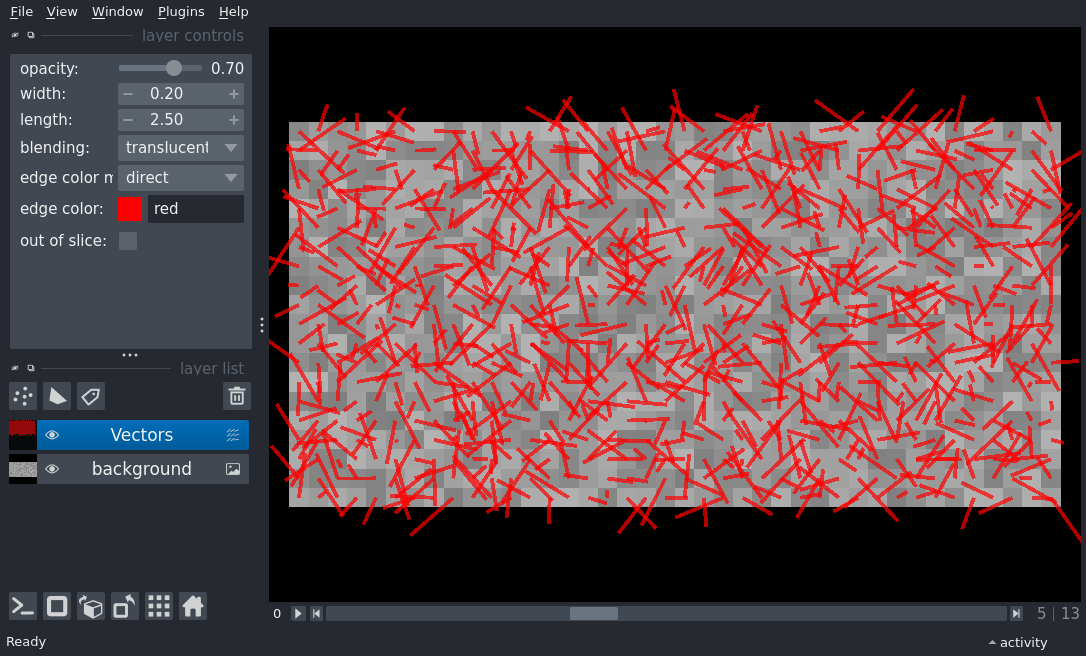 File View Window Plugins Help
layer controls
opacity: 0.70
width: 0.20
length: 2.50
blending: translucent
edge color m direct
edge color: red
out of slice:
layer list
Vectors
background
0 5 | 13
Ready activity